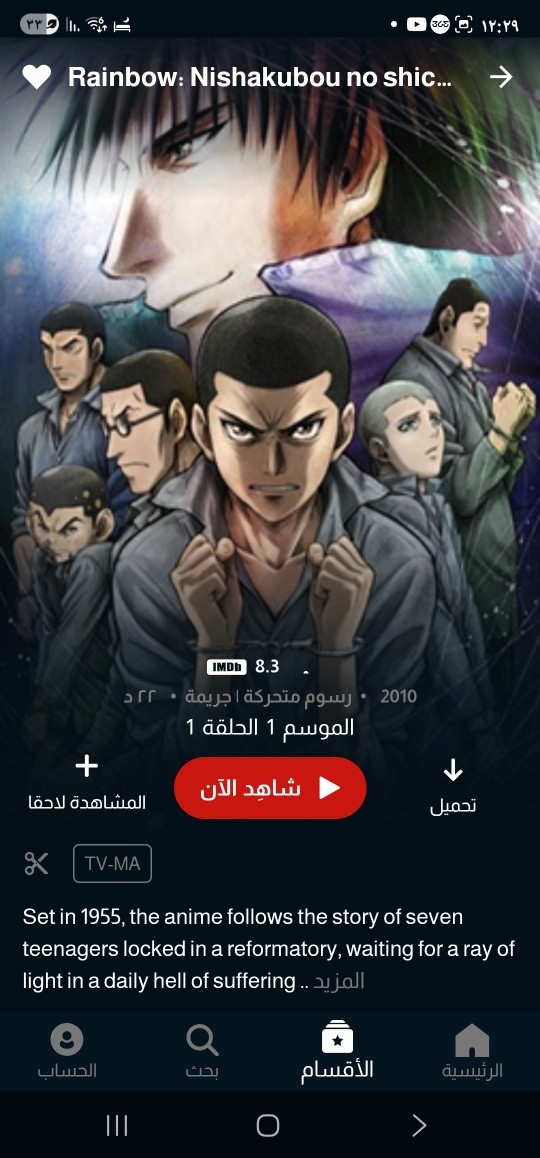 ٣٣
١٢:٢٩
Rainbow: Nishakubou no shic...
IMDb 8.3
2010 • رسوم متحركة | جريمة • ٢٢ د
الموسم 1 الحلقة 1
تحميل
شاهِد الآن
المشاهدة لاحقا
TV-MA
Set in 1955, the anime follows the story of seven
teenagers locked in a reformatory, waiting for a ray of
light in a daily hell of suffering .. المزيد
الرئيسية
الأقسام
بحث
الحساب